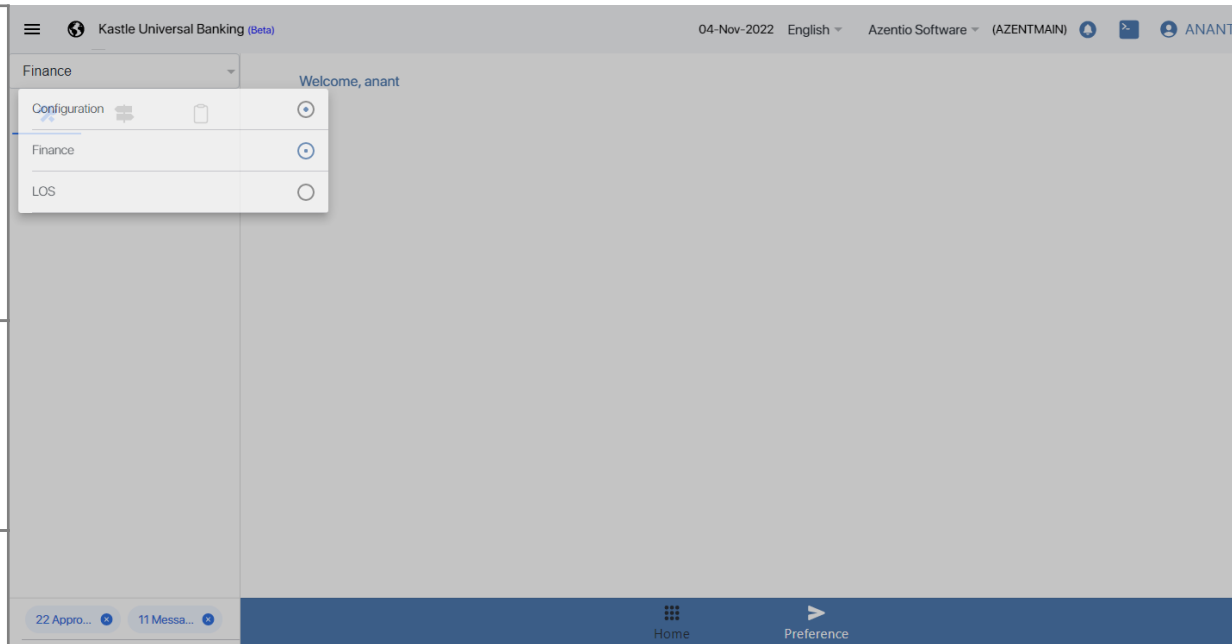 Kastle Universal Banking (Beta)
04-Nov-2022 English Azentio Software (AZENTMAIN) ANANT
Finance
Welcome, anant
Configuration
Finance
LOS
22 Appro... 11 Messa...
Home Preference